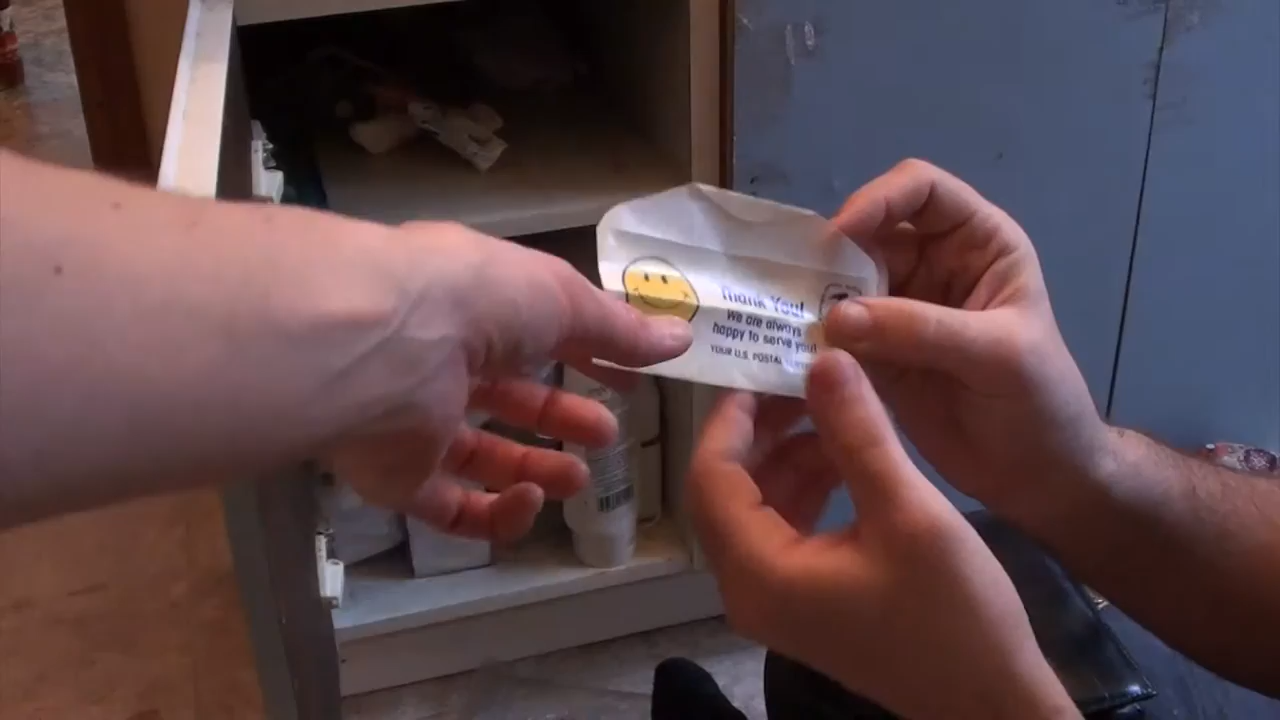 Thank You!
We are always
happy to serve you!
YOUR U.S. POSTAL